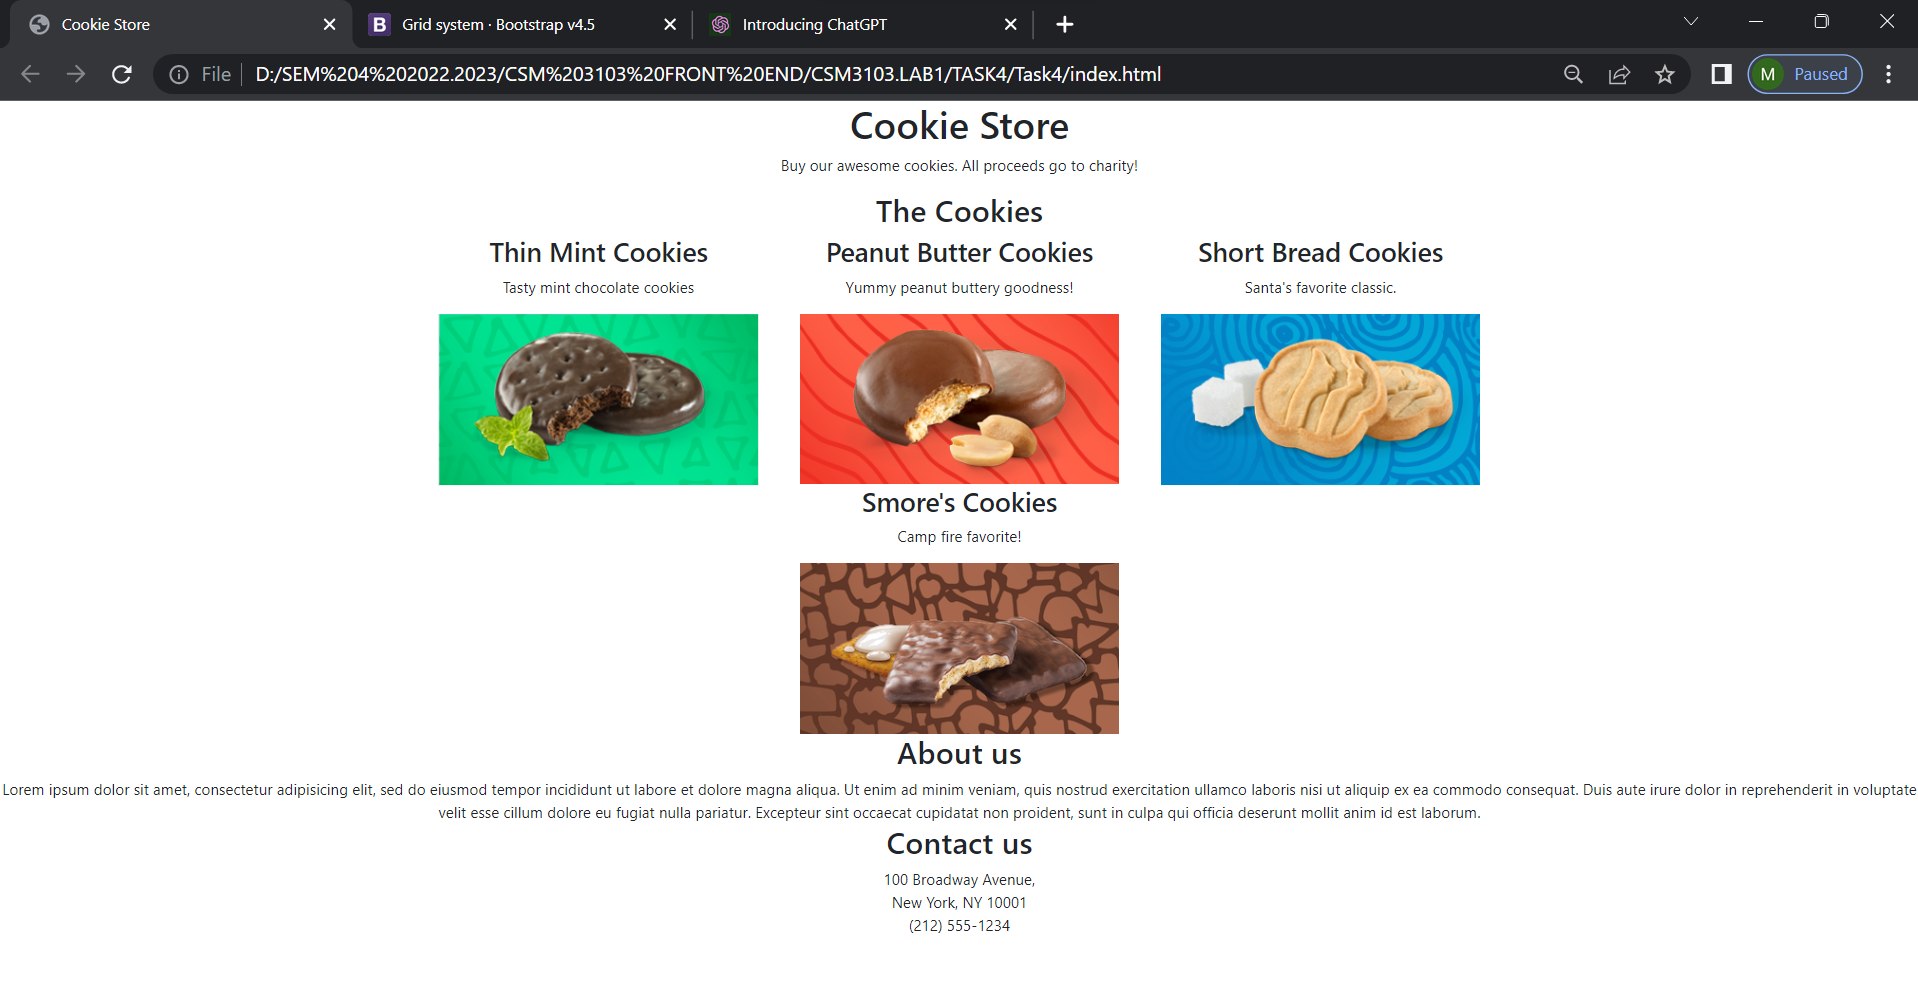 Cookie Store
Grid system · Bootstrap v4.5
Introducing ChatGPT
File
D:/SEM%204%202022.2023/CSM%203103%20FRONT%20END/CSM3103.LAB1/TASK4/Task4/index.html
M Paused
Cookie Store
Buy our awesome cookies. All proceeds go to charity!
The Cookies
Thin Mint Cookies
Tasty mint chocolate cookies
Peanut Butter Cookies
Yummy peanut buttery goodness!
Short Bread Cookies
Santa's favorite classic.
Smore's Cookies
Camp fire favorite!
About us
Lorem ipsum dolor sit amet, consectetur adipisicing elit, sed do eiusmod tempor incididunt ut labore et dolore magna aliqua. Ut enim ad minim veniam, quis nostrud exercitation ullamco laboris nisi ut aliquip ex ea commodo consequat. Duis aute irure dolor in reprehenderit in voluptate
velit esse cillum dolore eu fugiat nulla pariatur. Excepteur sint occaecat cupidatat non proident, sunt in culpa qui officia deserunt mollit anim id est laborum.
Contact us
100 Broadway Avenue,
New York, NY 10001
(212) 555-1234